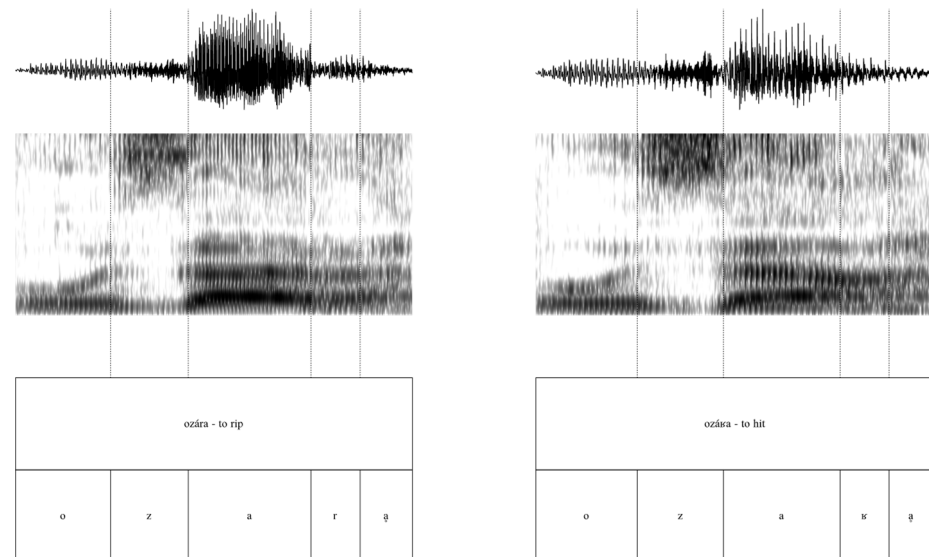 ozára - to rip
o z a r ḁ
ozáʁa - to hit
o z a ʁ ḁ